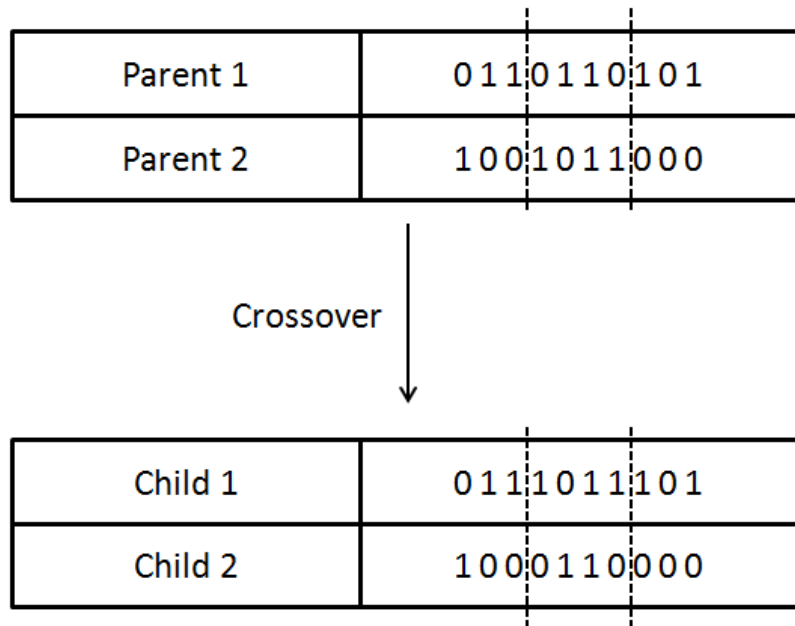 Parent 1 0 1 1 0 1 1 0 1 0 1
Parent 2 1 0 0 1 0 1 1 0 0 0
Crossover
Child 1 0 1 1 1 0 1 1 1 0 1
Child 2 1 0 0 0 1 1 0 0 0 0